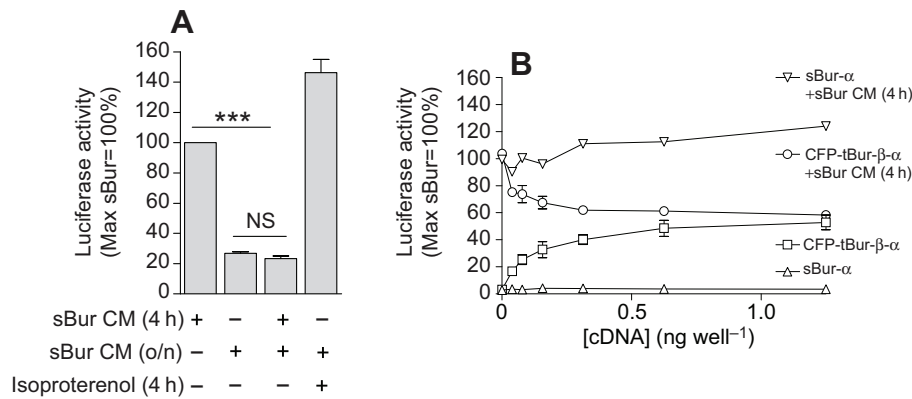 A
Luciferase activity
(Max sBur=100%)
160
140
120
100
80
60
40
20
0
***
NS
sBur CM (4 h) + – + –
sBur CM (o/n) – + + +
Isoproterenol (4 h) – – – +
B
Luciferase activity
(Max sBur=100%)
160
140
120
100
80
60
40
20
0
0 0.5 1.0
[cDNA] (ng well–1)
sBur-α
+sBur CM (4 h)
CFP-tBur-β-α
+sBur CM (4 h)
CFP-tBur-β-α
sBur-α